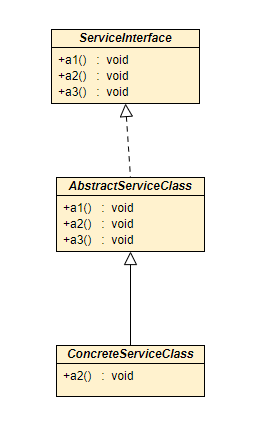 ServiceInterface
+a1() : void
+a2() : void
+a3() : void
AbstractServiceClass
+a1() : void
+a2() : void
+a3() : void
ConcreteServiceClass
+a2() : void